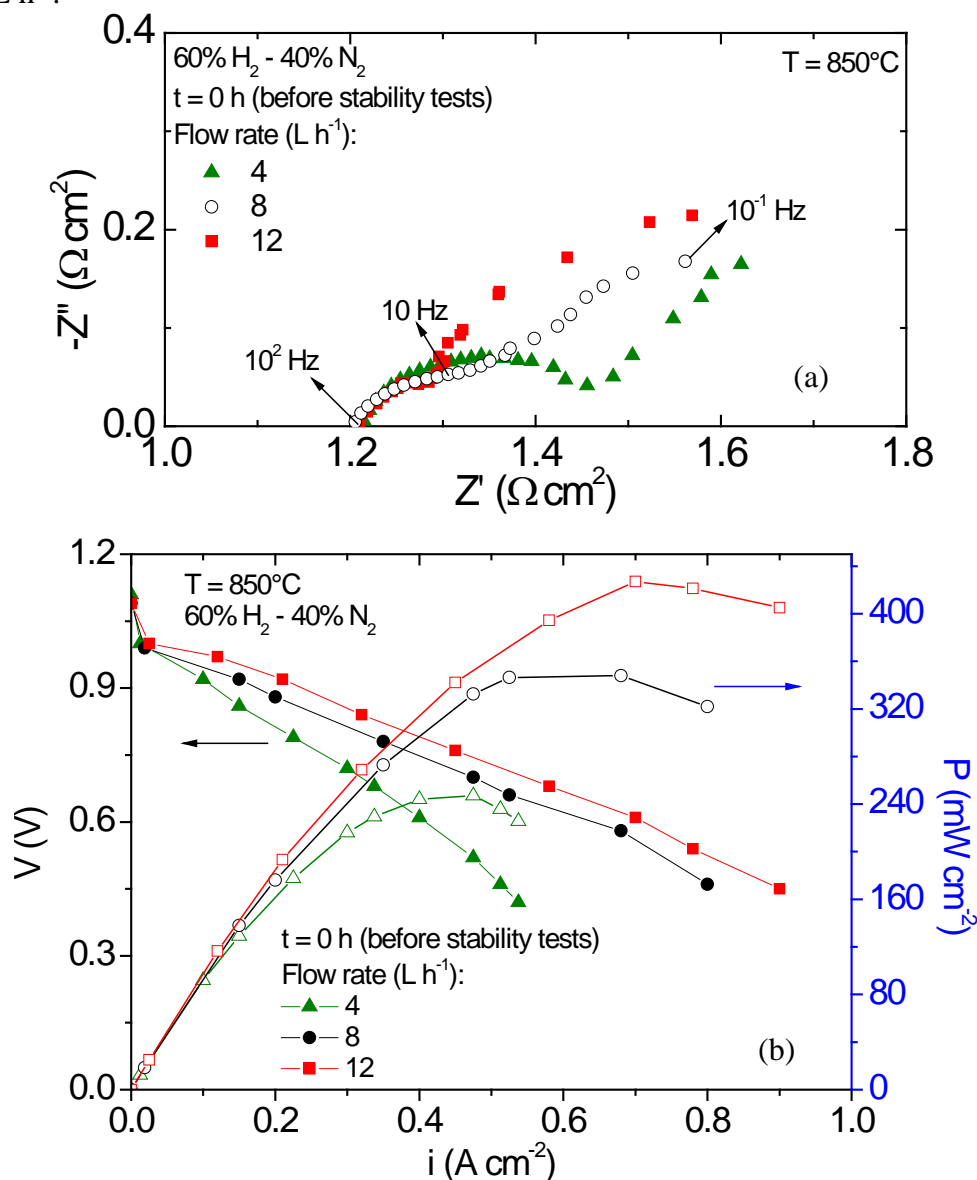 0.4
60% H2 - 40% N2
T = 850°C
t = 0 h (before stability tests)
Flow rate (L h-1):
4
8
12
10-1 Hz
10 Hz
102 Hz
(a)
-Z'' (Ω cm2)
0.2
0.0
1.0 1.2 1.4 1.6 1.8
Z' (Ω cm2)
1.2
T = 850°C
60% H2 - 40% N2
0.9
0.6
0.3
0.0
V (V)
400
320
240
160
80
0
P (mW cm-2)
t = 0 h (before stability tests)
Flow rate (L h-1):
4
8
12
(b)
0.0 0.2 0.4 0.6 0.8 1.0
i (A cm-2)